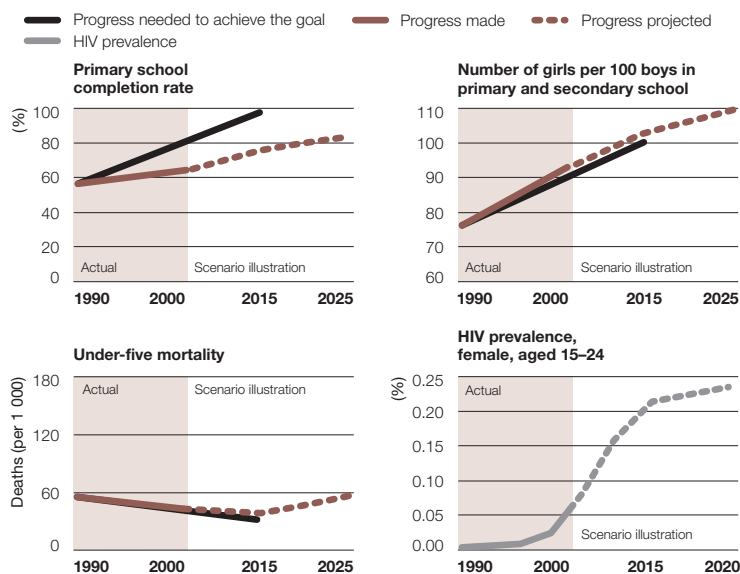 Progress needed to achieve the goal
Progress made
Progress projected
HIV prevalence
Primary school
completion rate
(%)
100
80
60
40
20
0
Actual
Scenario illustration
1990
2000
2015
2025
Number of girls per 100 boys in
primary and secondary school
110
100
90
80
70
60
Actual
Scenario illustration
1990
2000
2015
2025
Under-five mortality
Deaths (per 1 000)
180
120
60
0
Actual
Scenario illustration
1990
2000
2015
2025
HIV prevalence,
female, aged 15–24
(%)
0.25
0.20
0.15
0.10
0.05
0.00
Actual
Scenario illustration
1990
2000
2015
2020